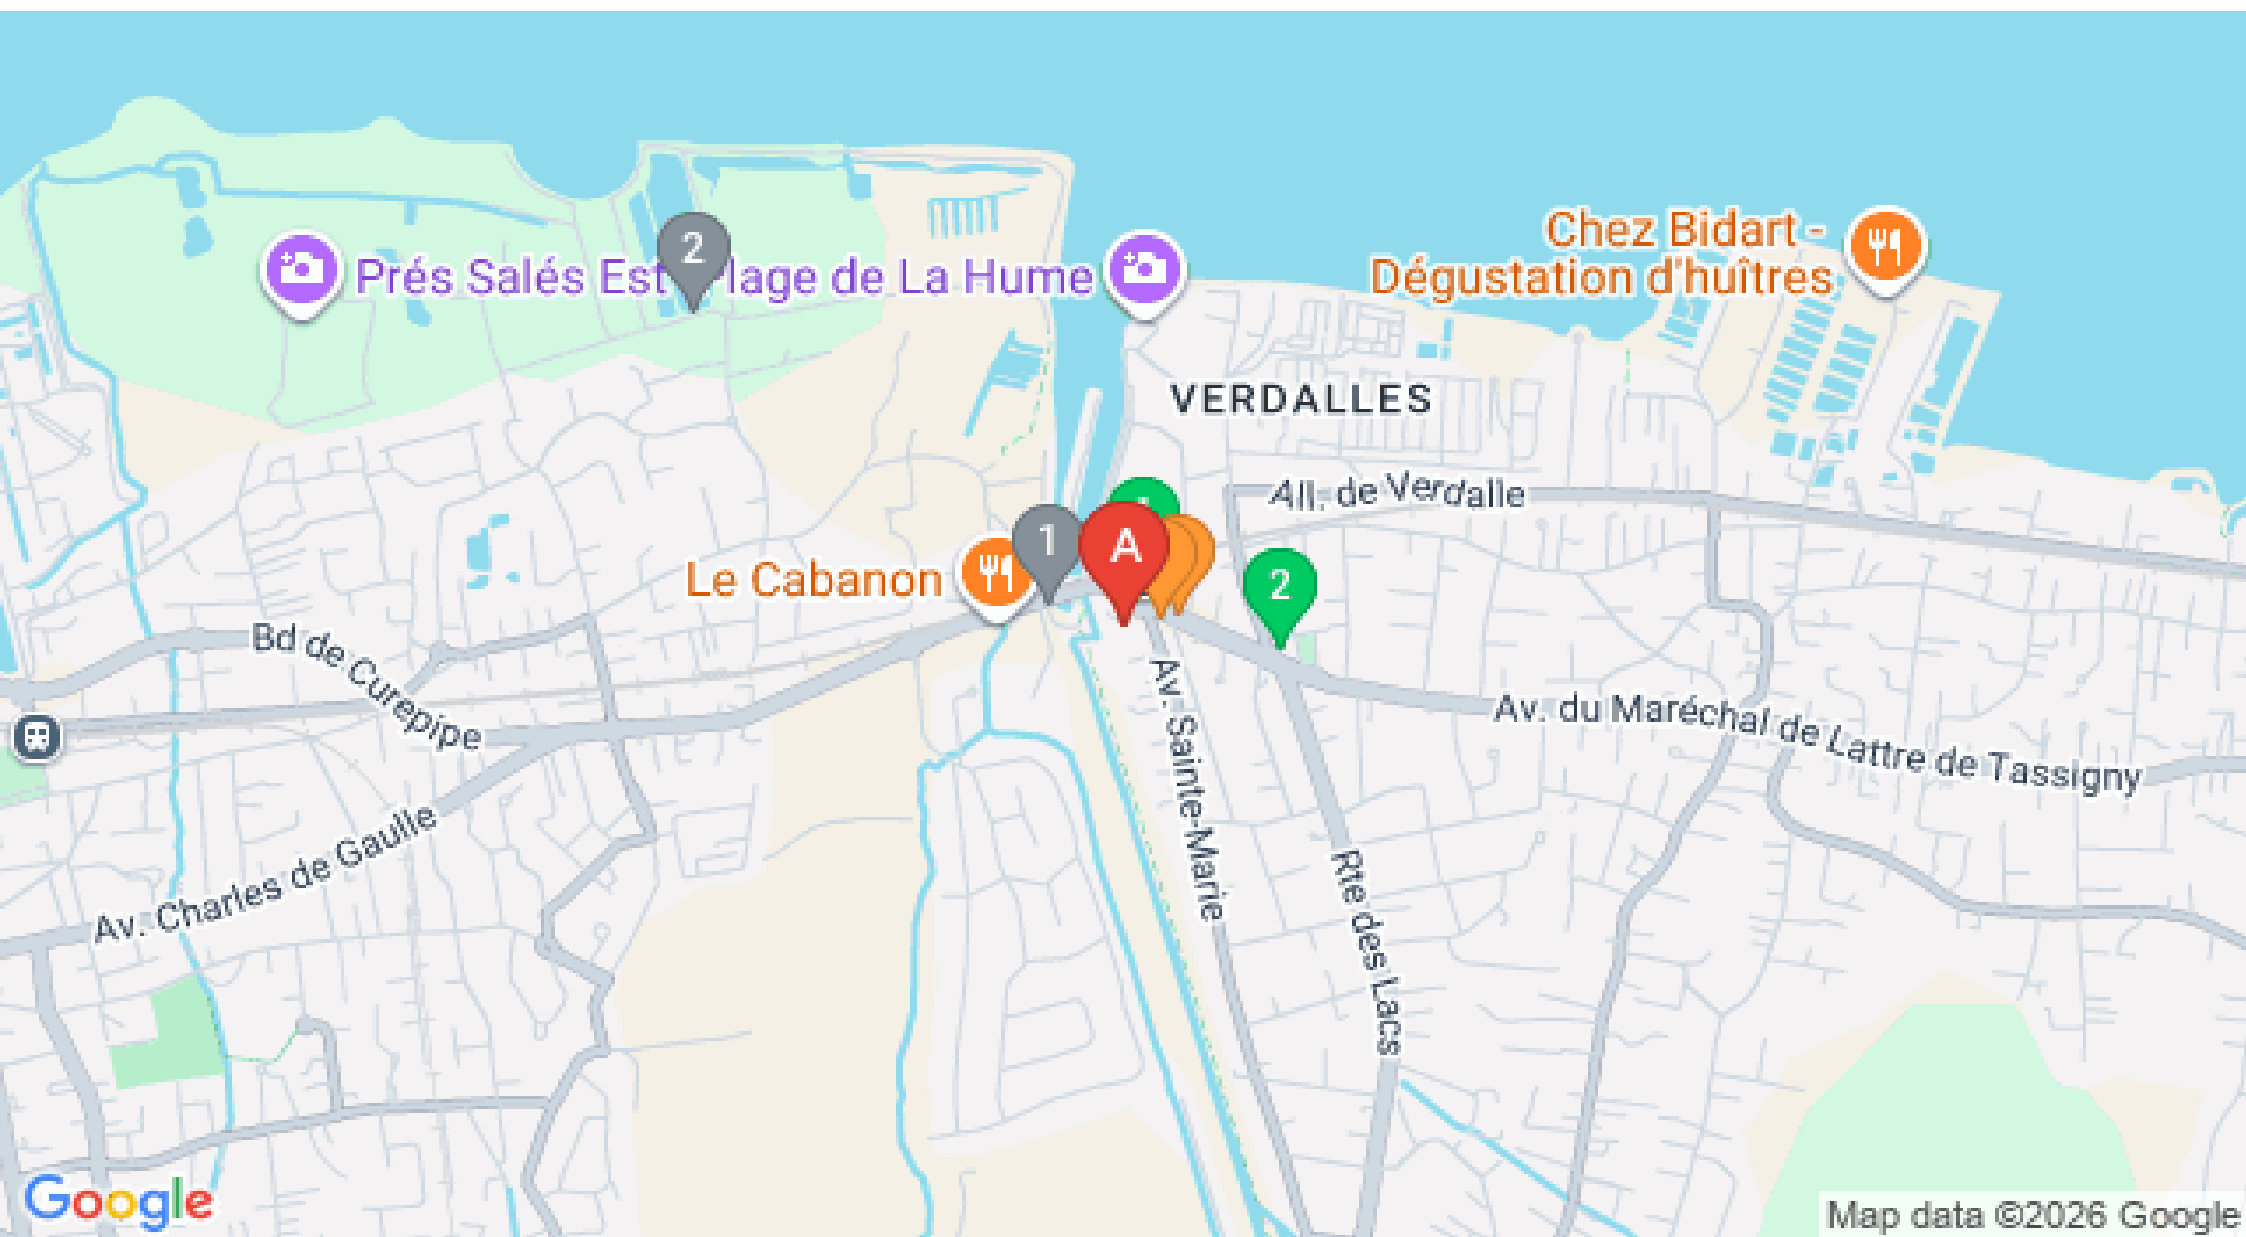 Chez Bidart -
Dégustation d'huîtres
2
Prés Salés Est
lage de La Hume
VERDALLES
All. de Verdalle
1
A
Le Cabanon
2
Bd de Curepipe
Av. Sainte-Marie
Av. du Maréchal de Lattre de Tassigny
Av. Charles de Gaulle
Rte des Lacs
Google
Map data ©2026 Google